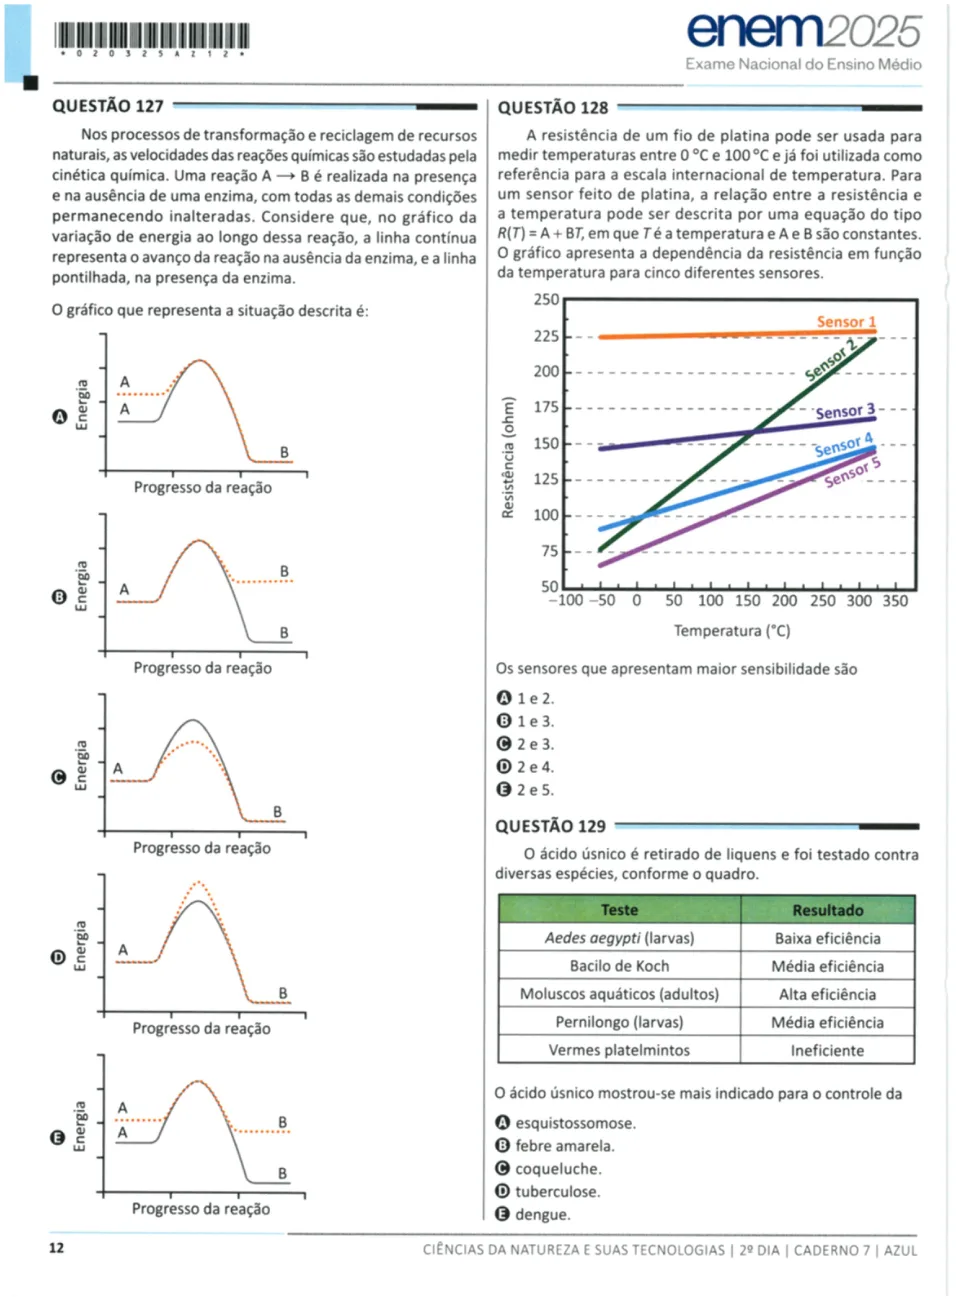 *020325AZ12*
enem2025
Exame Nacional do Ensino Médio
QUESTÃO 127
Nos processos de transformação e reciclagem de recursos
naturais, as velocidades das reações químicas são estudadas pela
cinética química. Uma reação A → B é realizada na presença
e na ausência de uma enzima, com todas as demais condições
permanecendo inalteradas. Considere que, no gráfico da
variação de energia ao longo dessa reação, a linha contínua
representa o avanço da reação na ausência da enzima, e a linha
pontilhada, na presença da enzima.
O gráfico que representa a situação descrita é:
A
Energia
A
A
B
Progresso da reação
B
Energia
A
B
B
Progresso da reação
C
Energia
A
B
Progresso da reação
D
Energia
A
B
Progresso da reação
E
Energia
A
A
B
B
Progresso da reação
QUESTÃO 128
A resistência de um fio de platina pode ser usada para
medir temperaturas entre 0 °C e 100 °C e já foi utilizada como
referência para a escala internacional de temperatura. Para
um sensor feito de platina, a relação entre a resistência e
a temperatura pode ser descrita por uma equação do tipo
R(T) = A + BT, em que T é a temperatura e A e B são constantes.
O gráfico apresenta a dependência da resistência em função
da temperatura para cinco diferentes sensores.
Resistência (ohm)
250
225
200
175
150
125
100
75
50
Sensor 1
Sensor 2
Sensor 3
Sensor 4
Sensor 5
−100 −50 0 50 100 150 200 250 300 350
Temperatura (°C)
Os sensores que apresentam maior sensibilidade são
A 1 e 2.
B 1 e 3.
C 2 e 3.
D 2 e 4.
E 2 e 5.
QUESTÃO 129
O ácido úsnico é retirado de liquens e foi testado contra
diversas espécies, conforme o quadro.
Teste Resultado
Aedes aegypti (larvas) Baixa eficiência
Bacilo de Koch Média eficiência
Moluscos aquáticos (adultos) Alta eficiência
Pernilongo (larvas) Média eficiência
Vermes platelmintos Ineficiente
O ácido úsnico mostrou-se mais indicado para o controle da
A esquistossomose.
B febre amarela.
C coqueluche.
D tuberculose.
E dengue.
12
CIÊNCIAS DA NATUREZA E SUAS TECNOLOGIAS | 2º DIA | CADERNO 7 | AZUL